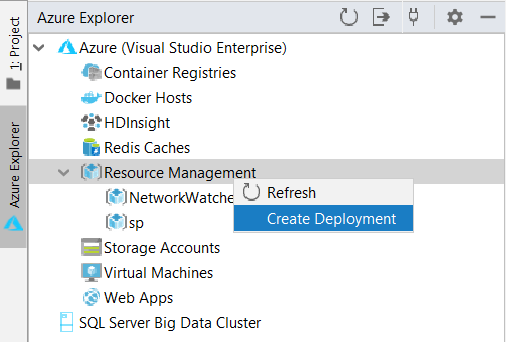 Azure Explorer
1: Project
Azure Explorer
Azure (Visual Studio Enterprise)
Container Registries
Docker Hosts
HDInsight
Redis Caches
Resource Management
Refresh
NetworkWatche
Create Deployment
sp
Storage Accounts
Virtual Machines
Web Apps
SQL Server Big Data Cluster